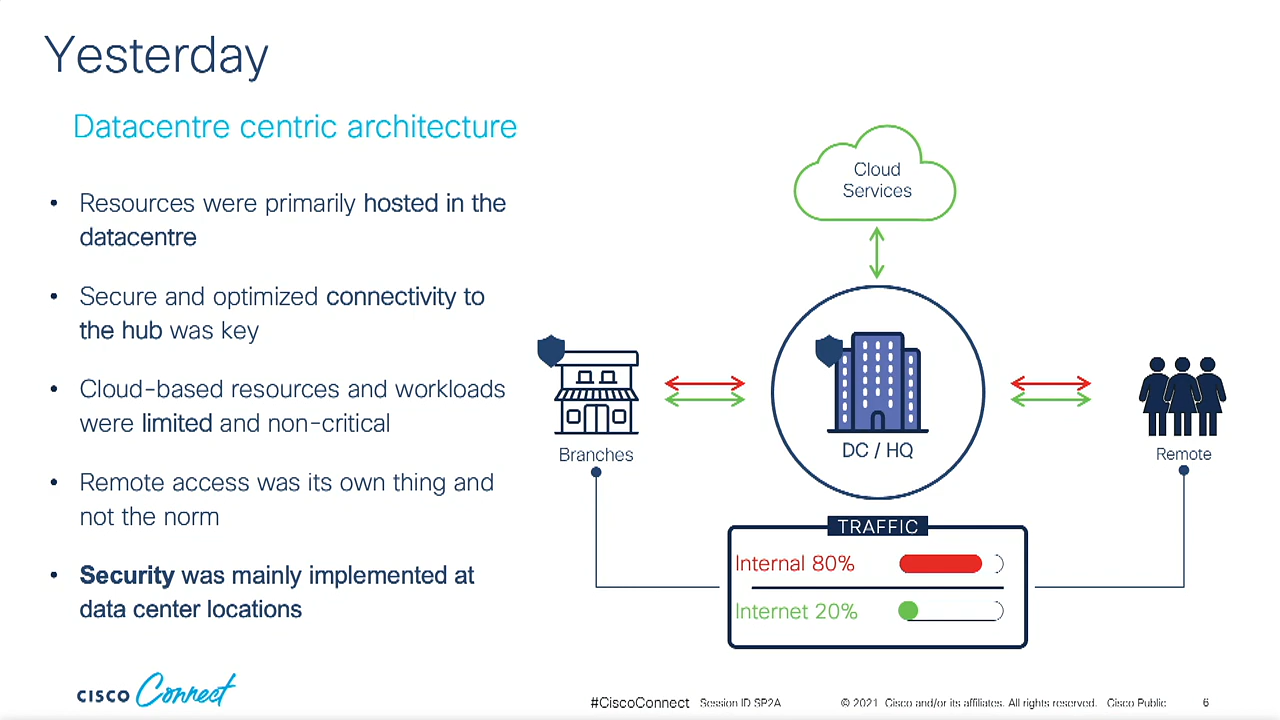 Yesterday
Datacentre centric architecture
• Resources were primarily hosted in the
datacentre
• Secure and optimized connectivity to
the hub was key
• Cloud-based resources and workloads
were limited and non-critical
• Remote access was its own thing and
not the norm
• Security was mainly implemented at
data center locations
Cloud
Services
Branches
DC / HQ
Remote
TRAFFIC
Internal 80%
Internet 20%
CISCO Connect
#CiscoConnect Session ID SP2A © 2021 Cisco and/or its affiliates. All rights reserved. Cisco Public 6